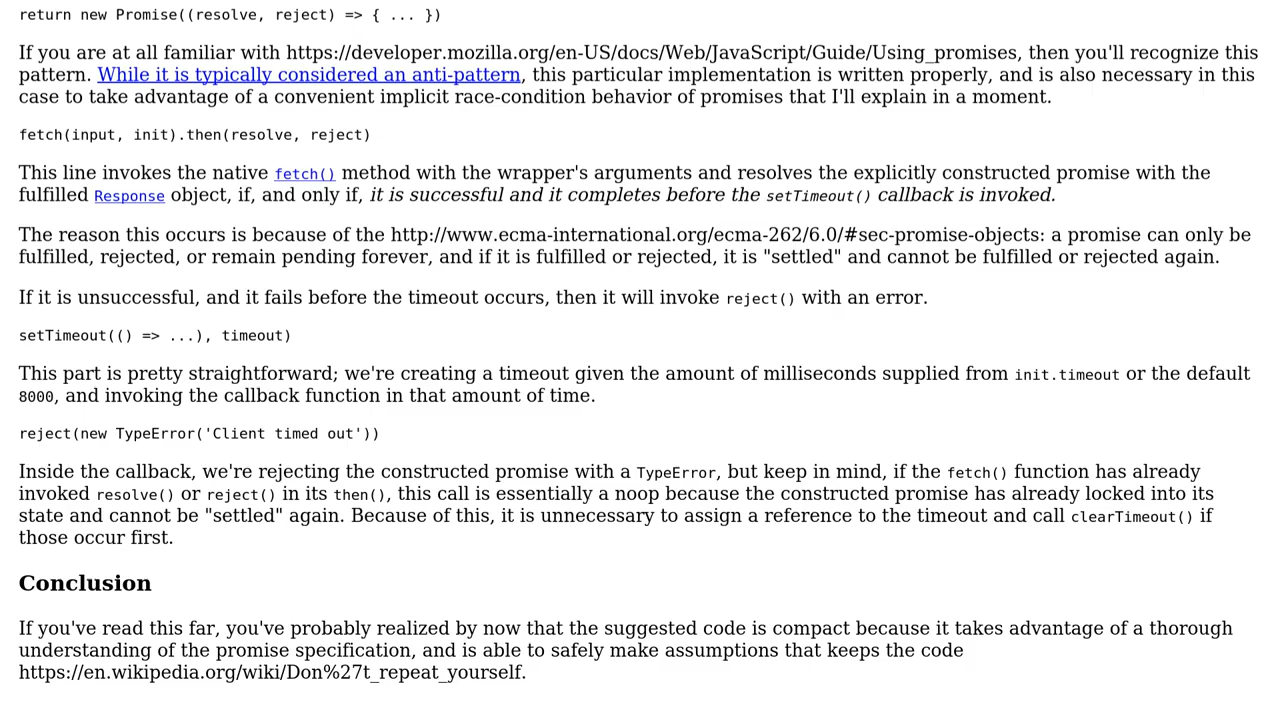 return new Promise((resolve, reject) => { ... })
If you are at all familiar with https://developer.mozilla.org/en-US/docs/Web/JavaScript/Guide/Using_promises, then you'll recognize this
pattern. While it is typically considered an anti-pattern, this particular implementation is written properly, and is also necessary in this
case to take advantage of a convenient implicit race-condition behavior of promises that I'll explain in a moment.
fetch(input, init).then(resolve, reject)
This line invokes the native fetch() method with the wrapper's arguments and resolves the explicitly constructed promise with the
fulfilled Response object, if, and only if, it is successful and it completes before the setTimeout() callback is invoked.
The reason this occurs is because of the http://www.ecma-international.org/ecma-262/6.0/#sec-promise-objects: a promise can only be
fulfilled, rejected, or remain pending forever, and if it is fulfilled or rejected, it is "settled" and cannot be fulfilled or rejected again.
If it is unsuccessful, and it fails before the timeout occurs, then it will invoke reject() with an error.
setTimeout(() => ...), timeout)
This part is pretty straightforward; we're creating a timeout given the amount of milliseconds supplied from init.timeout or the default
8000, and invoking the callback function in that amount of time.
reject(new TypeError('Client timed out'))
Inside the callback, we're rejecting the constructed promise with a TypeError, but keep in mind, if the fetch() function has already
invoked resolve() or reject() in its then(), this call is essentially a noop because the constructed promise has already locked into its
state and cannot be "settled" again. Because of this, it is unnecessary to assign a reference to the timeout and call clearTimeout() if
those occur first.
Conclusion
If you've read this far, you've probably realized by now that the suggested code is compact because it takes advantage of a thorough
understanding of the promise specification, and is able to safely make assumptions that keeps the code
https://en.wikipedia.org/wiki/Don%27t_repeat_yourself.